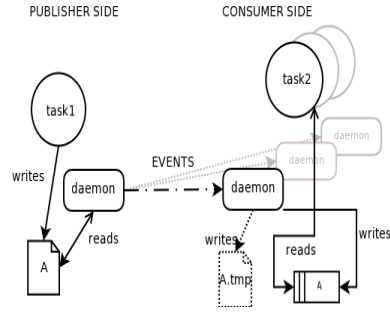 PUBLISHER SIDE
CONSUMER SIDE
task1
task2
daemon
daemon
EVENTS
writes
daemon
daemon
reads
writes
writes
reads
A
A.tmp
A